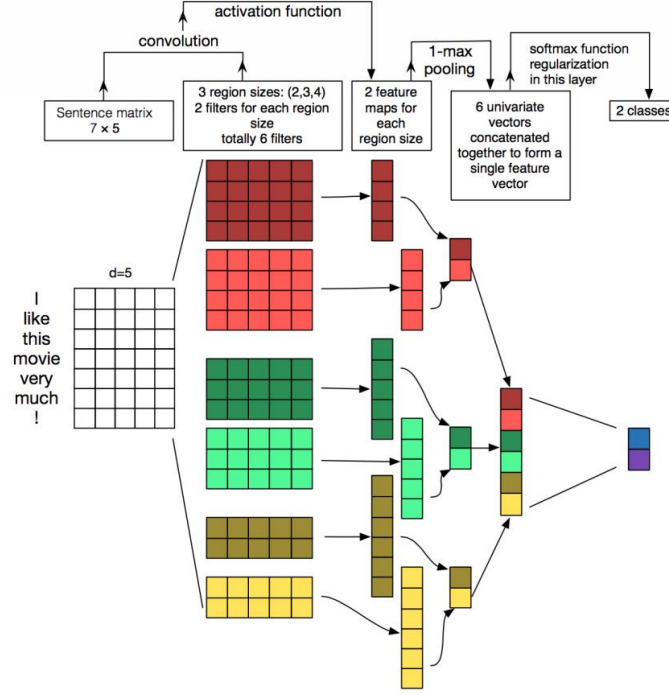 activation function
convolution
1-max
pooling
softmax function
regularization
in this layer
Sentence matrix
7 × 5
3 region sizes: (2,3,4)
2 filters for each region
size
totally 6 filters
2 feature
maps for
each
region size
6 univariate
vectors
concatenated
together to form a
single feature
vector
2 classes
d=5
I
like
this
movie
very
much
!